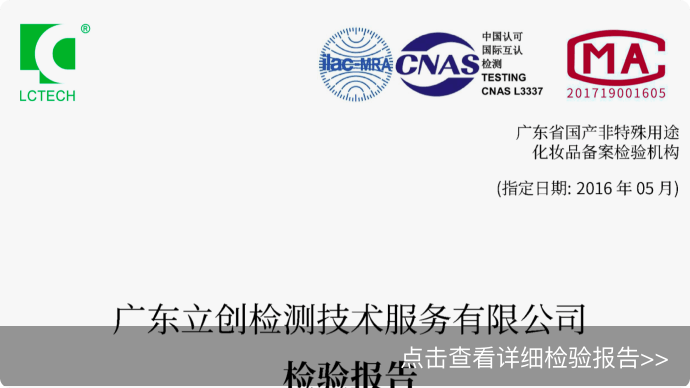 ®
LCTECH
ilac-MRA
CNAS
中国认可
国际互认
检测
TESTING
CNAS L3337
CMA
201719001605
广东省国产非特殊用途
化妆品备案检验机构
(指定日期: 2016 年 05 月)
广东立创检测技术服务有限公司
检验报告
点击查看详细检验报告>>